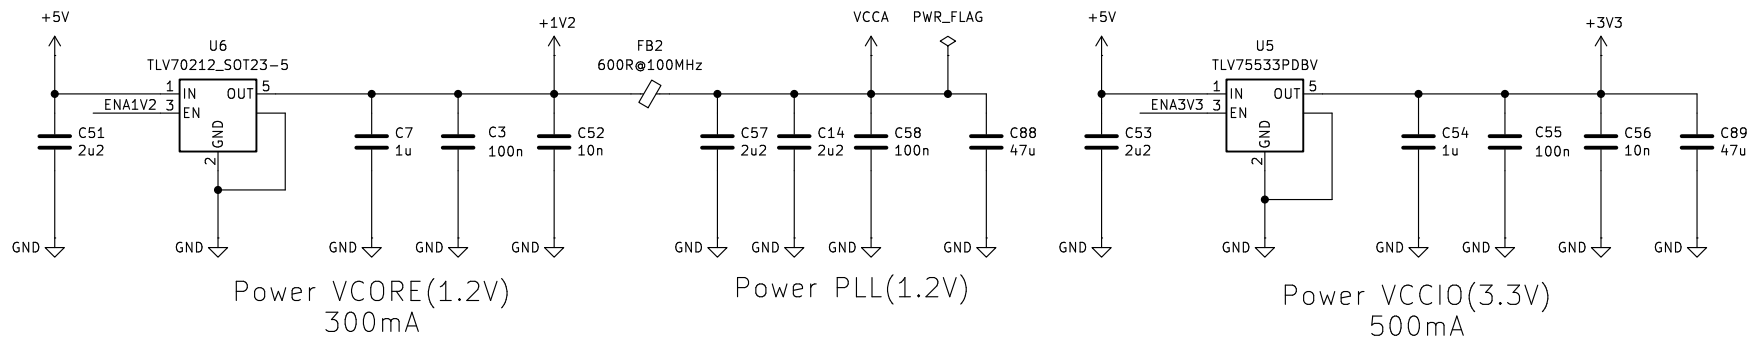 +5V
U6
TLV70212_SOT23-5
1
IN
OUT
5
ENA1V2
3
EN
GND
2
C51
2u2
GND
GND
C7
1u
GND
C3
100n
GND
+1V2
C52
10n
GND
FB2
600R@100MHz
C57
2u2
GND
C14
2u2
GND
VCCA
C58
100n
GND
PWR_FLAG
C88
47u
GND
Power VCORE(1.2V)
300mA
Power PLL(1.2V)
+5V
U5
TLV75533PDBV
1
IN
OUT
5
ENA3V3
3
EN
GND
2
C53
2u2
GND
GND
C54
1u
GND
C55
100n
GND
+3V3
C56
10n
GND
C89
47u
GND
Power VCCIO(3.3V)
500mA